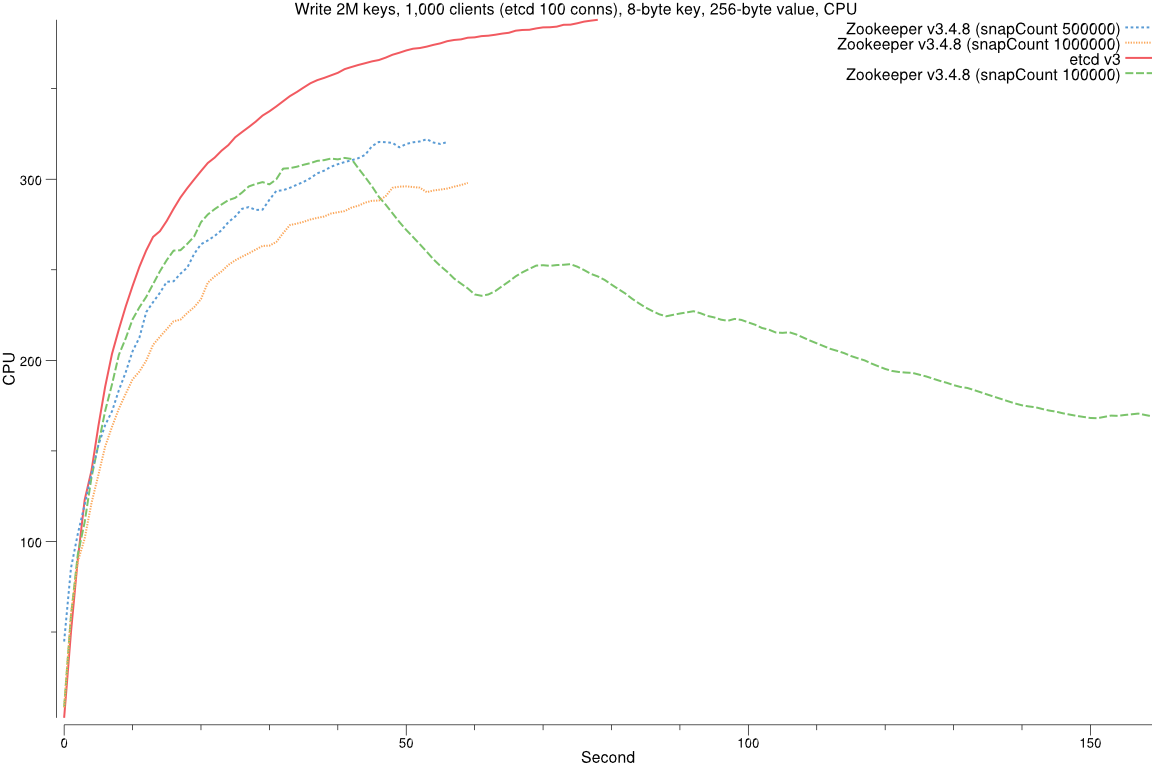 Write 2M keys, 1,000 clients (etcd 100 conns), 8-byte key, 256-byte value, CPU
Zookeeper v3.4.8 (snapCount 500000)
Zookeeper v3.4.8 (snapCount 1000000)
etcd v3
Zookeeper v3.4.8 (snapCount 100000)
300
200
100
CPU
0
50
100
150
Second